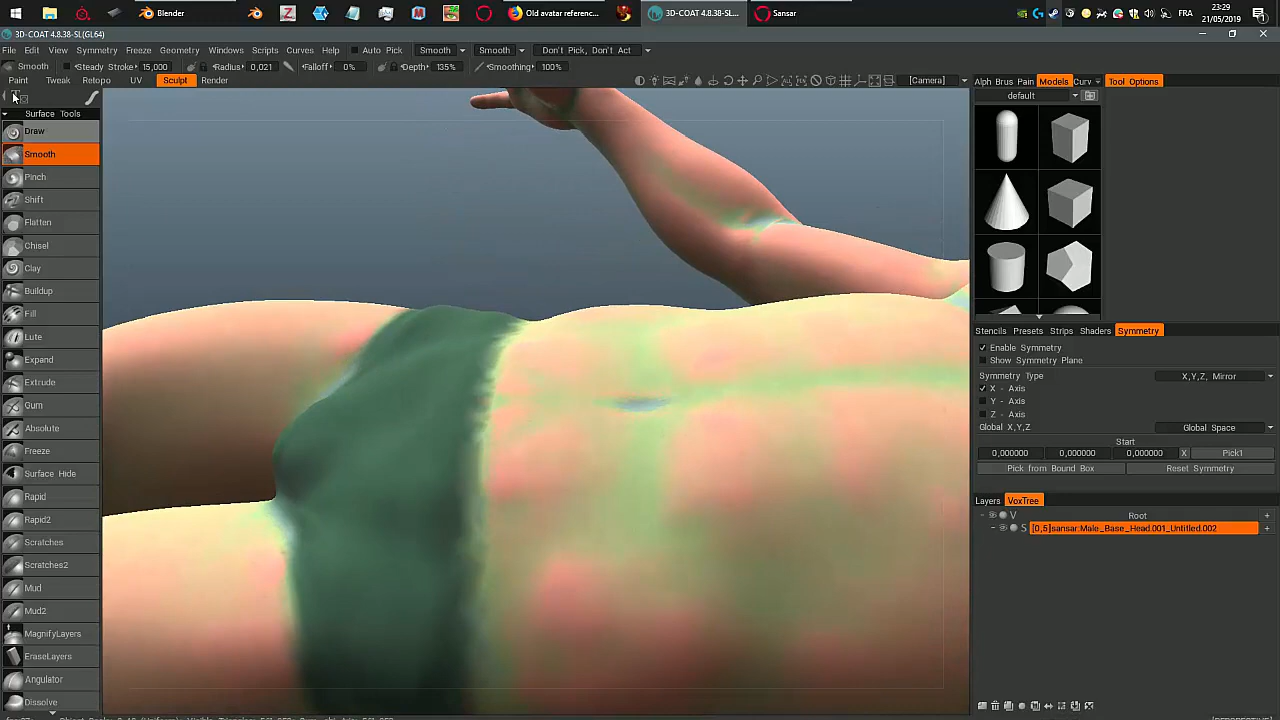 Blender
Old avatar referenc...
3D-COAT 4.8.38-SL(...
Sansar
FRA
23:29
21/05/2019
3D-COAT 4.8.38-SL(GL64)
File Edit View Symmetry Freeze Geometry Windows Scripts Curves Help Auto Pick Smooth Smooth Don't Pick, Don't Act
Smooth Steady Stroke 15,000 Radius 0,021 Falloff 0% Depth 135% Smoothing 100%
Paint Tweak Retopo UV Sculpt Render [Camera]
Alph Brus Pain Models Curv Tool Options
default
Surface Tools
Draw
Smooth
Pinch
Shift
Flatten
Chisel
Clay
Buildup
Fill
Lute
Expand
Extrude
Gum
Absolute
Freeze
Surface Hide
Rapid
Rapid2
Scratches
Scratches2
Mud
Mud2
MagnifyLayers
EraseLayers
Angulator
Dissolve
Stencils Presets Strips Shaders Symmetry
Enable Symmetry
Show Symmetry Plane
Symmetry Type X,Y,Z, Mirror
X - Axis
Y - Axis
Z - Axis
Global X,Y,Z Global Space
Start
0,000000 0,000000 0,000000 X Pick1
Pick from Bound Box Reset Symmetry
Layers VoxTree
V Root +
S [0,5]sansar:Male_Base_Head.001_Untitled.002 +